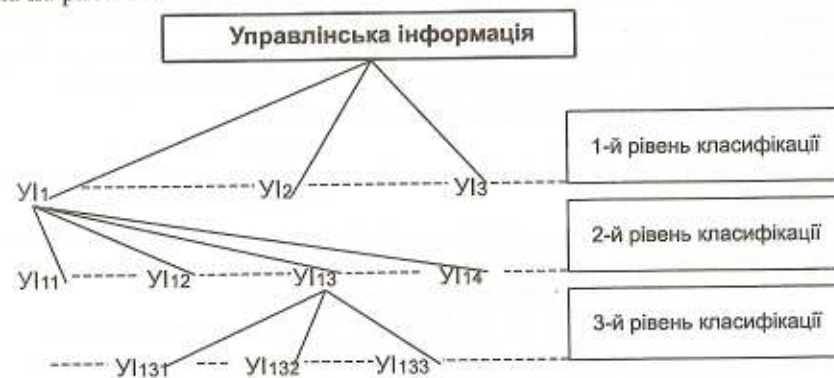 Управлінська інформація
1-й рівень класифікації
УІ1 УІ2 УІ3
2-й рівень класифікації
УІ11 УІ12 УІ13 УІ14
3-й рівень класифікації
УІ131 УІ132 УІ133